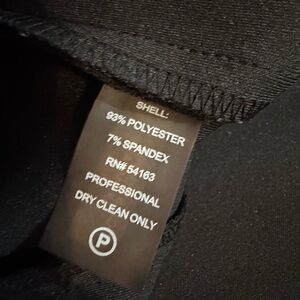 SHELL:
93% POLYESTER
7% SPANDEX
RN# 54163
PROFESSIONAL
DRY CLEAN ONLY
P